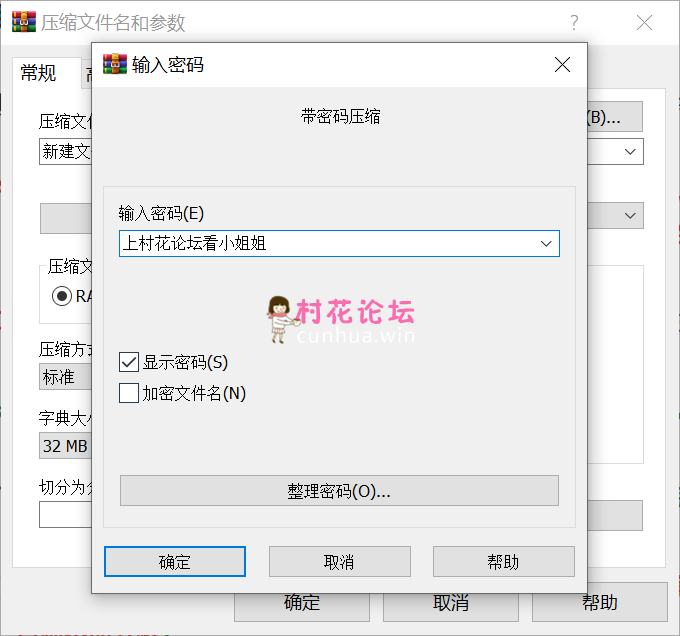 压缩文件名和参数
?
输入密码
常规
带密码压缩
压缩文件
(B)...
新建文
输入密码(E)
上村花论坛看小姐姐
压缩文
RA
村花论坛
cunhua.win
压缩方式
显示密码(S)
标准
加密文件名(N)
字典大小
32 MB
切分为分
整理密码(O)...
确定
取消
帮助
确定
取消
帮助